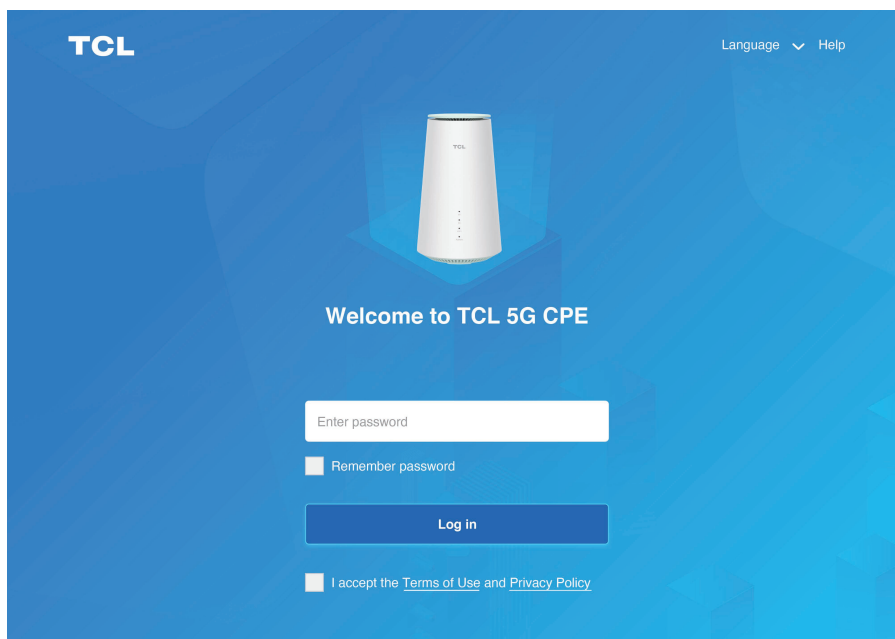 TCL
Language Help
TCL
Welcome to TCL 5G CPE
Enter password
Remember password
Log in
I accept the Terms of Use and Privacy Policy